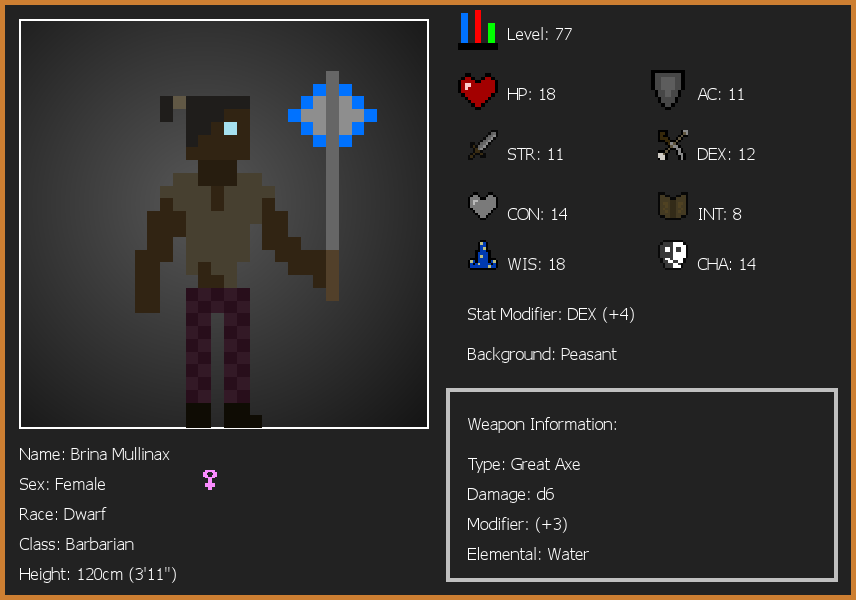 Level: 77
HP: 18
AC: 11
STR: 11
DEX: 12
CON: 14
INT: 8
WIS: 18
CHA: 14
Stat Modifier: DEX (+4)
Background: Peasant
Weapon Information:
Type: Great Axe
Damage: d6
Modifier: (+3)
Elemental: Water
Name: Brina Mullinax
Sex: Female
Race: Dwarf
Class: Barbarian
Height: 120cm (3'11")